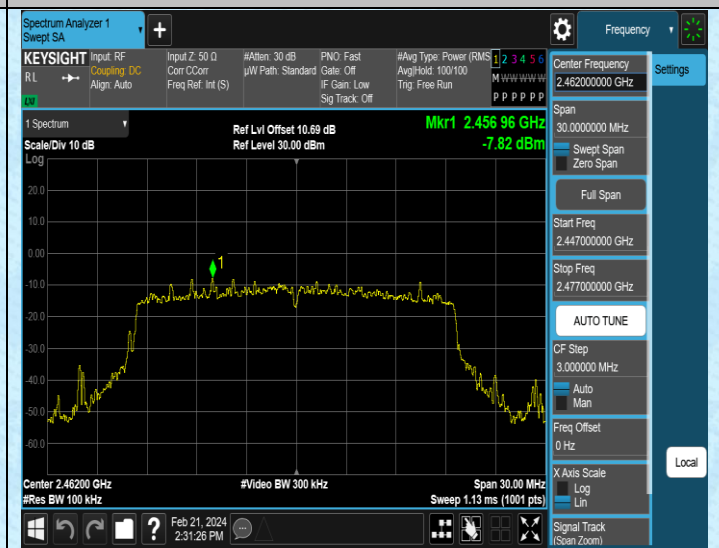 Spectrum Analyzer 1
Swept SA
+
Frequency
KEYSIGHT
R L
LXI
Input: RF
Coupling: DC
Align: Auto
Input Z: 50 Ω
Corr CCorr
Freq Ref: Int (S)
#Atten: 30 dB
µW Path: Standard
PNO: Fast
Gate: Off
IF Gain: Low
Sig Track: Off
#Avg Type: Power (RMS
Avg|Hold: 100/100
Trig: Free Run
1 2 3 4 5 6
M W W W W W
P P P P P P
Center Frequency
2.462000000 GHz
Settings
Span
30.0000000 MHz
Swept Span
Zero Span
Full Span
Start Freq
2.447000000 GHz
Stop Freq
2.477000000 GHz
AUTO TUNE
CF Step
3.000000 MHz
Auto
Man
Freq Offset
0 Hz
X Axis Scale
Log
Lin
Signal Track
(Span Zoom)
Local
1 Spectrum
Scale/Div 10 dB
Ref Lvl Offset 10.69 dB
Ref Level 30.00 dBm
Mkr1 2.456 96 GHz
-7.82 dBm
Log
20.0
10.0
0.00
-10.0
-20.0
-30.0
-40.0
-50.0
-60.0
1
Center 2.46200 GHz
#Res BW 100 kHz
#Video BW 300 kHz
Span 30.00 MHz
Sweep 1.13 ms (1001 pts)
?
Feb 21, 2024
2:31:26 PM